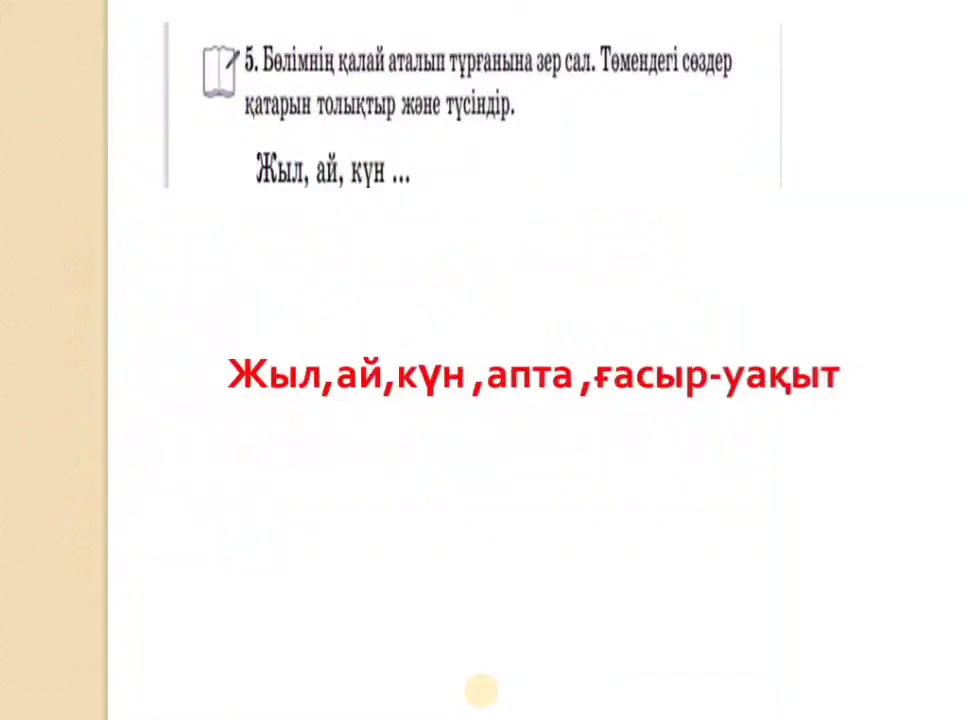 5. Бөлімнің қалай аталып тұрғанына зер сал. Төмендегі сөздер
қатарын толықтыр және түсіндір.
Жыл, ай, күн ...
Жыл,ай,күн ,апта ,ғасыр-уақыт